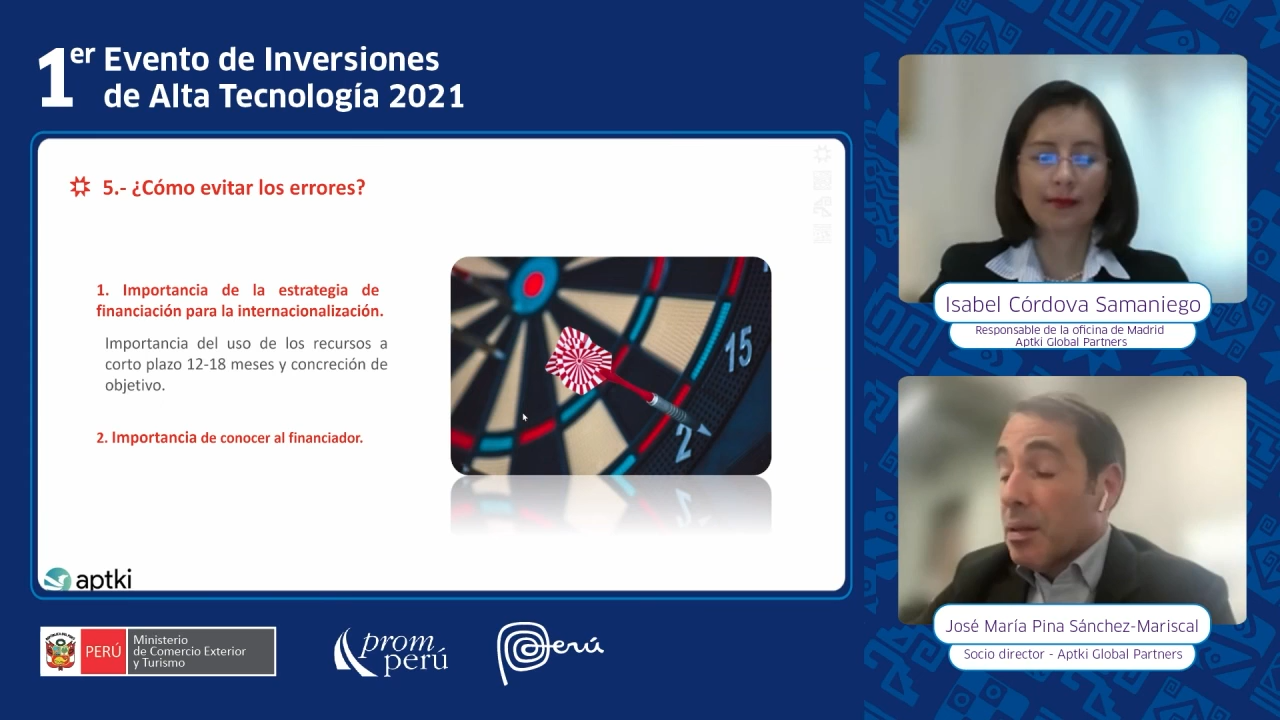 1er Evento de Inversiones
de Alta Tecnología 2021
5.- ¿Cómo evitar los errores?
1. Importancia de la estrategia de
financiación para la internacionalización.
Importancia del uso de los recursos a
corto plazo 12-18 meses y concreción de
objetivo.
2. Importancia de conocer al financiador.
15
2
aptki
PERÚ
Ministerio
de Comercio Exterior
y Turismo
prom
perú
Perú
Isabel Córdova Samaniego
Responsable de la oficina de Madrid
Aptki Global Partners
José María Pina Sánchez-Mariscal
Socio director - Aptki Global Partners